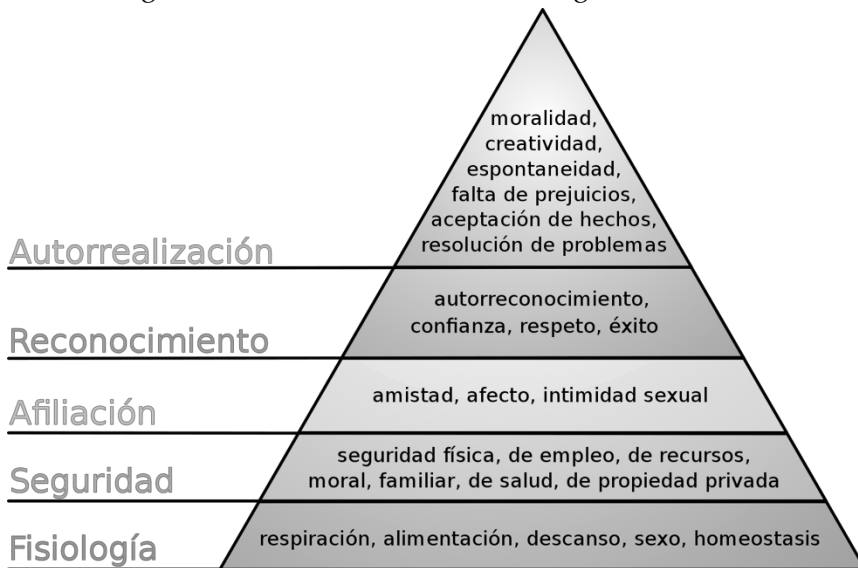 moralidad,
creatividad,
espontaneidad,
falta de prejuicios,
aceptación de hechos,
resolución de problemas
Autorrealización
autorreconocimiento,
confianza, respeto, éxito
Reconocimiento
amistad, afecto, intimidad sexual
Afiliación
seguridad física, de empleo, de recursos,
moral, familiar, de salud, de propiedad privada
Seguridad
respiración, alimentación, descanso, sexo, homeostasis
Fisiología